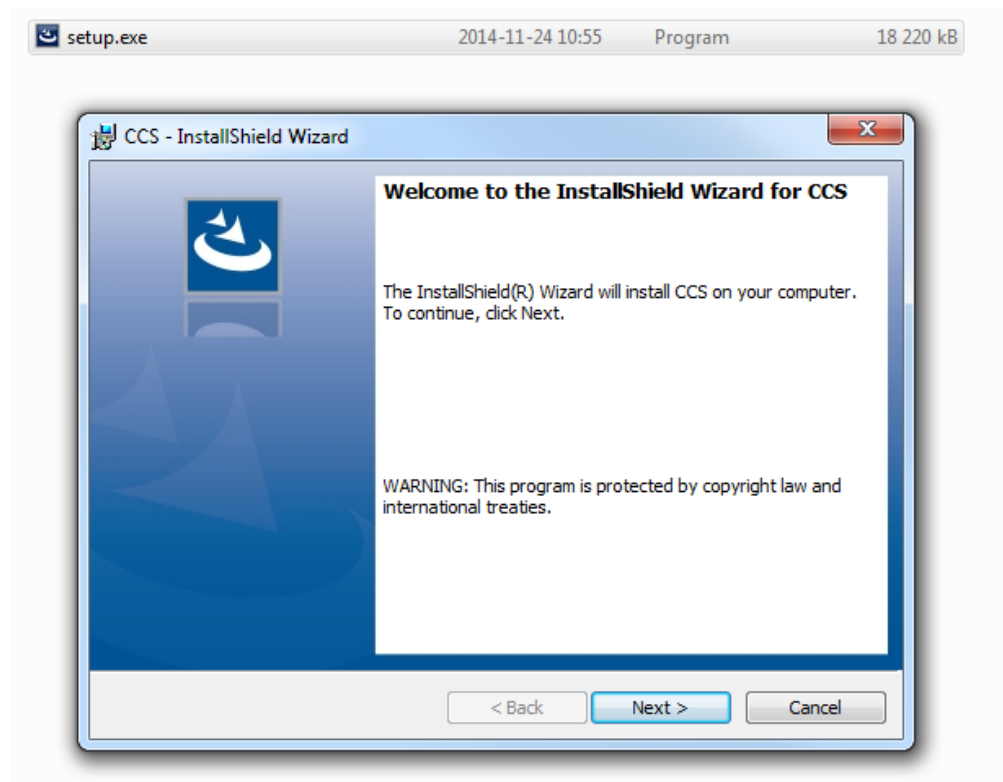 setup.exe 2014-11-24 10:55 Program 18 220 kB
CCS - InstallShield Wizard
Welcome to the InstallShield Wizard for CCS
The InstallShield(R) Wizard will install CCS on your computer.
To continue, click Next.
WARNING: This program is protected by copyright law and
international treaties.
< Back Next > Cancel